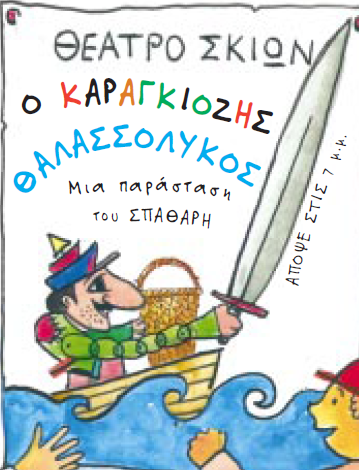 ΘΕΑΤΡΟ ΣΚΙΩΝ
Ο ΚΑΡΑΓΚΙΟΖΗΣ
ΘΑΛΑΣΣΟΛΥΚΟΣ
Μια παράσταση
του ΣΠΑΘΑΡΗ
ΑΠΟΨΕ ΣΤΙΣ 7 μ.μ.